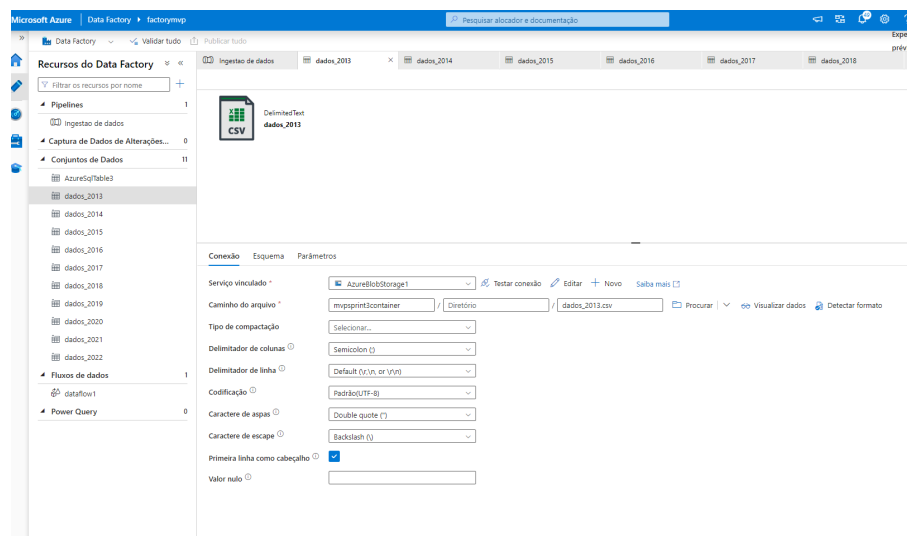 Microsoft Azure | Data Factory ▸ factorymvp
Pesquisar alocador e documentação
» Data Factory Validar tudo Publicar tudo
Expe
prév
Recursos do Data Factory
Filtrar os recursos por nome
Pipelines 1
Ingestao de dados
Captura de Dados de Alterações... 0
Conjuntos de Dados 11
AzureSqlTable3
dados_2013
dados_2014
dados_2015
dados_2016
dados_2017
dados_2018
dados_2019
dados_2020
dados_2021
dados_2022
Fluxos de dados 1
dataflow1
Power Query 0
Ingestao de dados dados_2013 dados_2014 dados_2015 dados_2016 dados_2017 dados_2018
CSV
DelimitedText
dados_2013
Conexão Esquema Parâmetros
Serviço vinculado * AzureBlobStorage1 Testar conexão Editar Novo Saiba mais
Caminho do arquivo * mvpsprint3container / Diretório / dados_2013.csv Procurar Visualizar dados Detectar formato
Tipo de compactação Selecionar...
Delimitador de colunas Semicolon (;)
Delimitador de linha Default (\r,\n, or \r\n)
Codificação Padrão(UTF-8)
Caractere de aspas Double quote (")
Caractere de escape Backslash (\)
Primeira linha como cabeçalho
Valor nulo